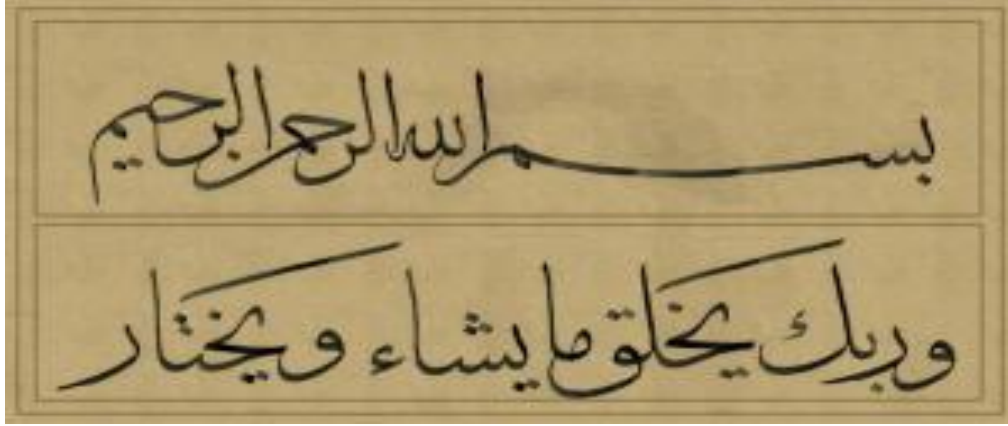 بسم الله الرحمن الرحيم
وربك يخلق ما يشاء ويختار